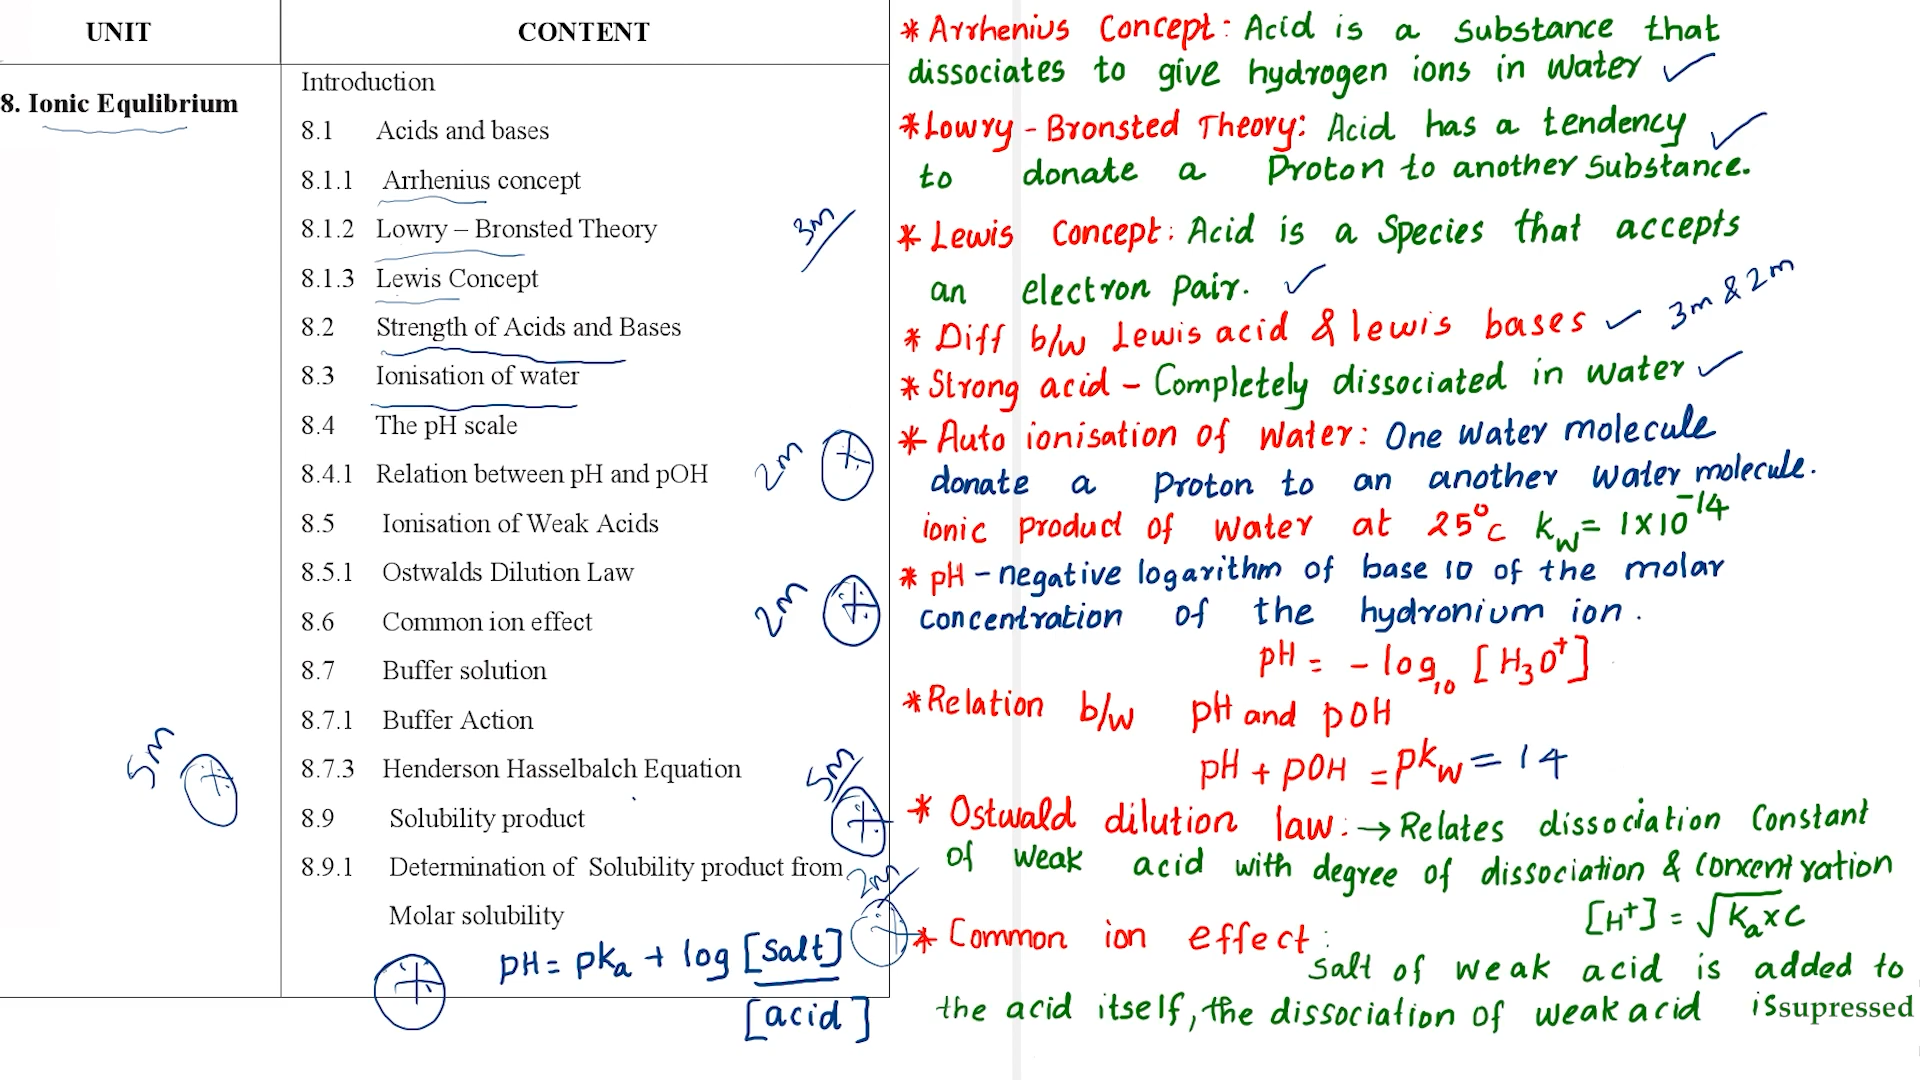 UNIT
CONTENT
8. Ionic Equlibrium
Introduction
8.1 Acids and bases
8.1.1 Arrhenius concept
8.1.2 Lowry – Bronsted Theory
3m
8.1.3 Lewis Concept
8.2 Strength of Acids and Bases
8.3 Ionisation of water
8.4 The pH scale
8.4.1 Relation between pH and pOH
2m
8.5 Ionisation of Weak Acids
8.5.1 Ostwalds Dilution Law
8.6 Common ion effect
2m
8.7 Buffer solution
8.7.1 Buffer Action
5m
8.7.3 Henderson Hasselbalch Equation
5m
8.9 Solubility product
8.9.1 Determination of Solubility product from
2m
Molar solubility
pH = pKa + log [Salt]
[acid]
* Arrhenius Concept: Acid is a substance that
dissociates to give hydrogen ions in water ✓
* Lowry - Bronsted Theory: Acid has a tendency ✓
to donate a Proton to another substance.
* Lewis Concept: Acid is a Species that accepts
an electron pair. ✓
* Diff b/w Lewis acid & lewis bases ✓ 3m & 2m
* Strong acid - Completely dissociated in water ✓
* Auto ionisation of Water: One water molecule
donate a Proton to an another water molecule.
ionic product of water at 25°C Kw = 1x10⁻¹⁴
* pH - negative logarithm of base 10 of the molar
concentration of the hydronium ion.
pH = - log₁₀ [H₃O⁺]
* Relation b/w pH and pOH
pH + pOH = pKw = 14
* Ostwald dilution law: → Relates dissociation Constant
of weak acid with degree of dissociation & concentration
[H⁺] = √Ka x C
* Common ion effect:
Salt of weak acid is added to
the acid itself, the dissociation of weak acid is supressed